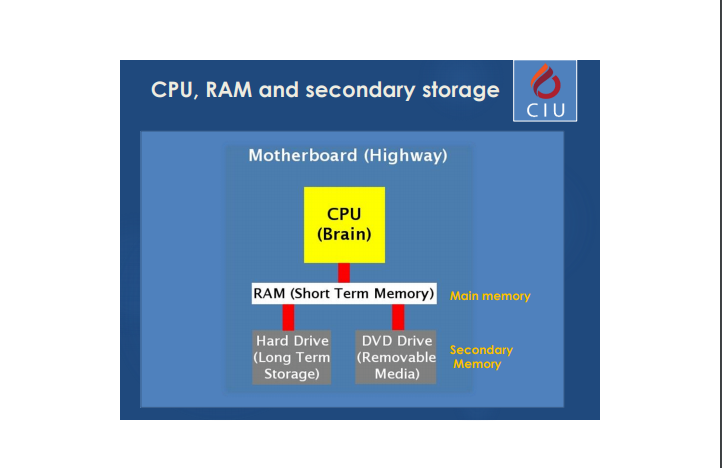 CPU, RAM and secondary storage
CIU
Motherboard (Highway)
CPU
(Brain)
RAM (Short Term Memory)
Main memory
Hard Drive
(Long Term
Storage)
DVD Drive
(Removable
Media)
Secondary
Memory